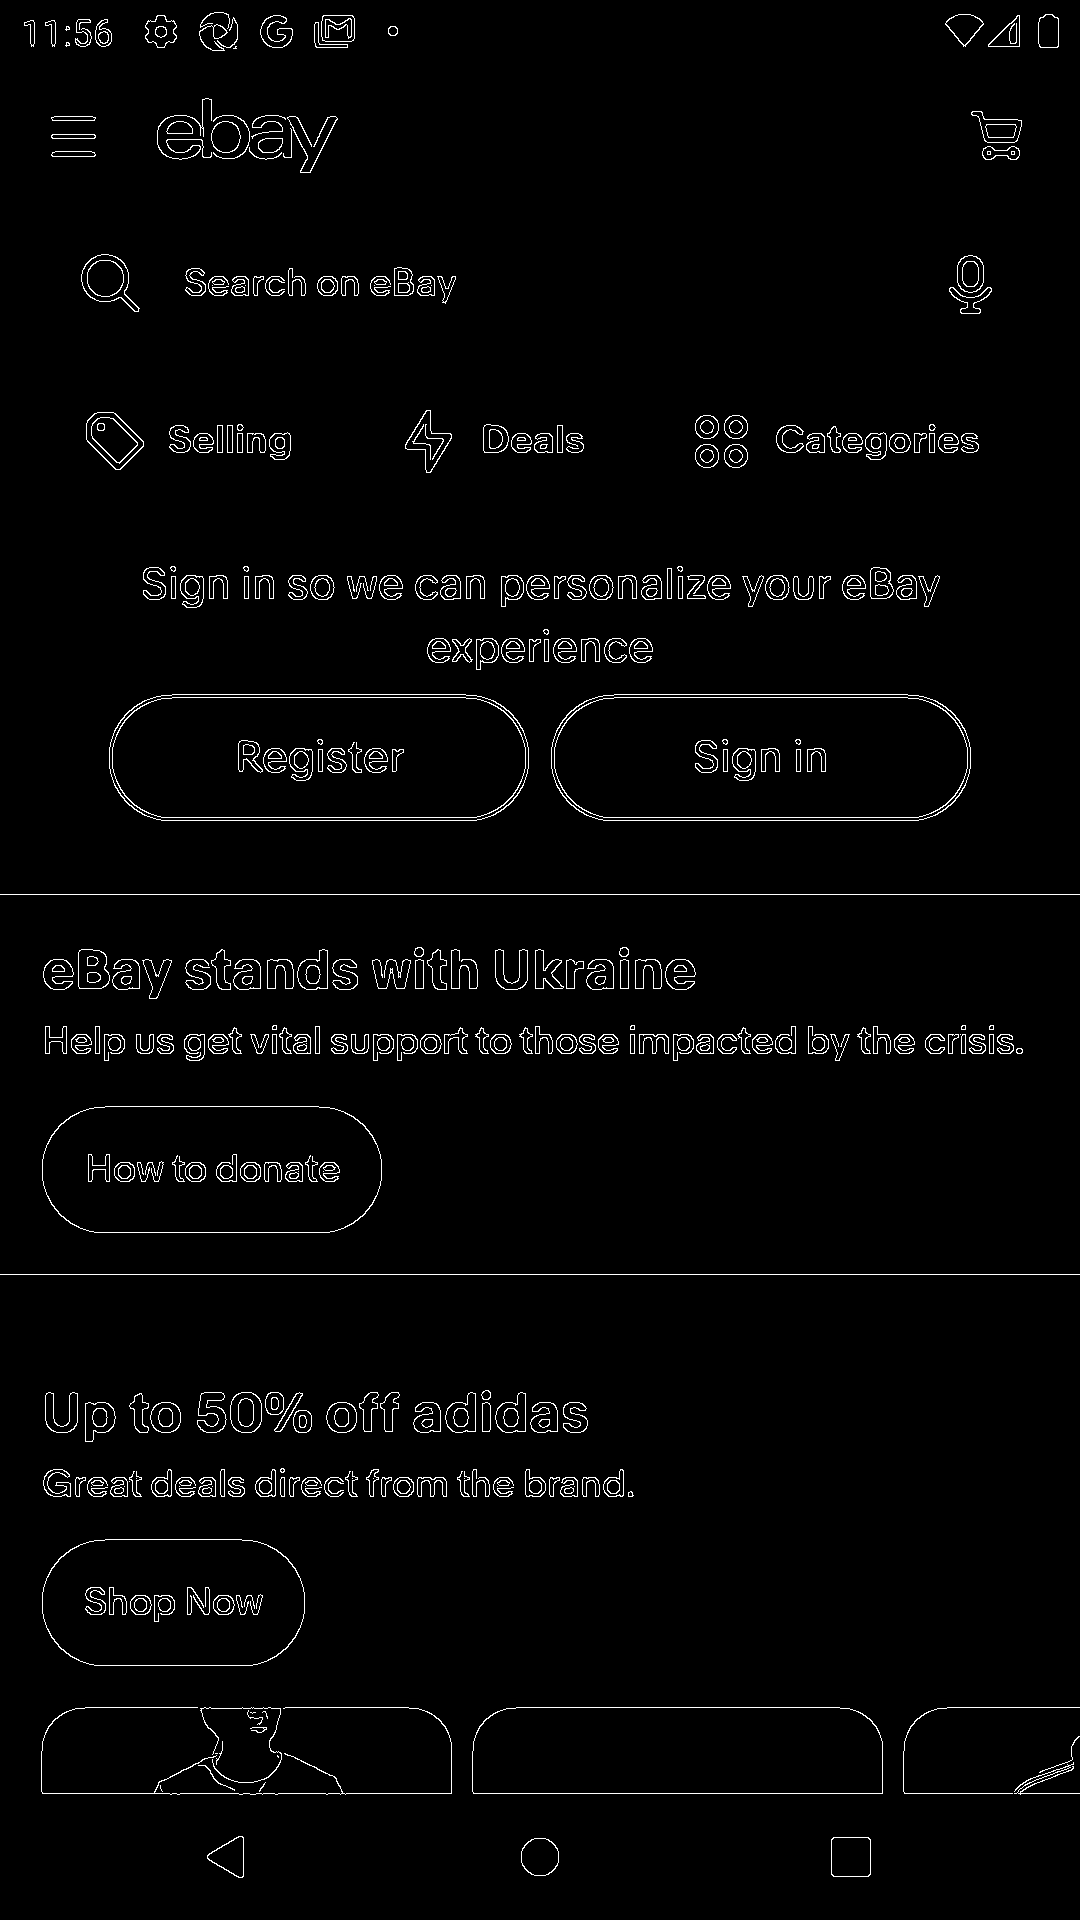 11:56
ebay
Search on eBay
Selling Deals Categories
Sign in so we can personalize your eBay
experience
Register Sign in
eBay stands with Ukraine
Help us get vital support to those impacted by the crisis.
How to donate
Up to 50% off adidas
Great deals direct from the brand.
Shop Now